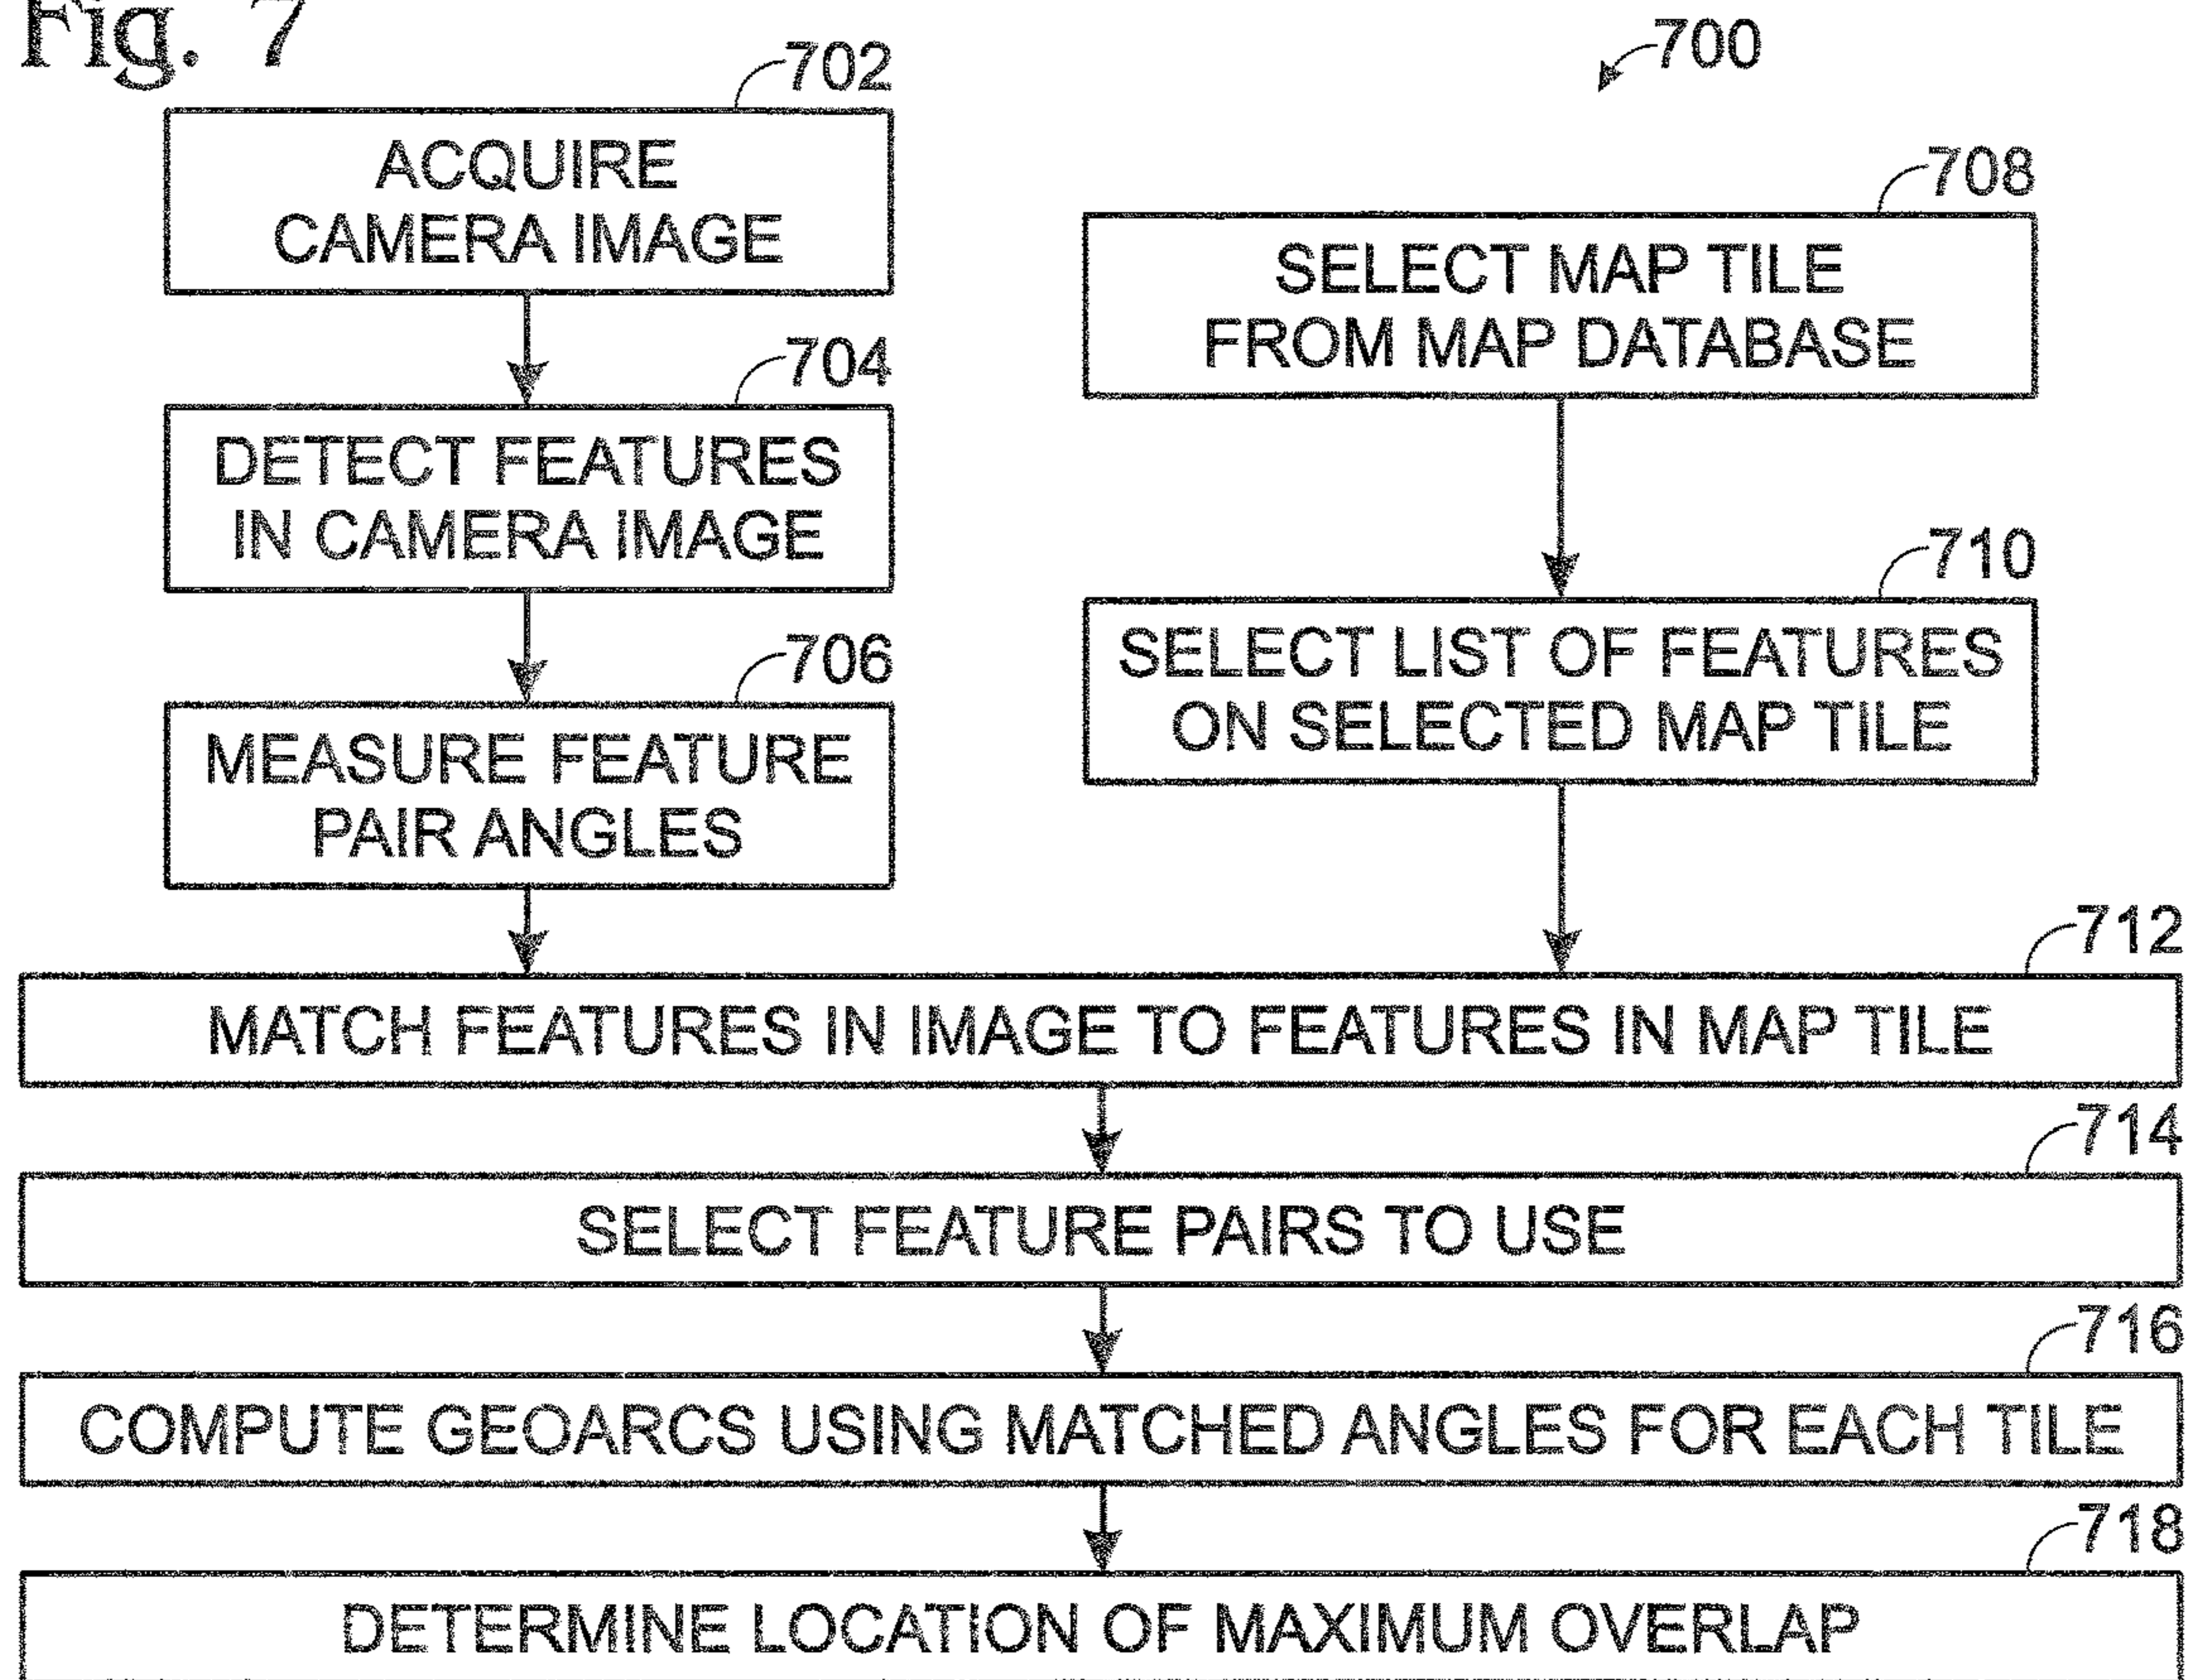 Fig. 7
700
702
ACQUIRE
CAMERA IMAGE
704
DETECT FEATURES
IN CAMERA IMAGE
706
MEASURE FEATURE
PAIR ANGLES
708
SELECT MAP TILE
FROM MAP DATABASE
710
SELECT LIST OF FEATURES
ON SELECTED MAP TILE
712
MATCH FEATURES IN IMAGE TO FEATURES IN MAP TILE
714
SELECT FEATURE PAIRS TO USE
716
COMPUTE GEOARCS USING MATCHED ANGLES FOR EACH TILE
718
DETERMINE LOCATION OF MAXIMUM OVERLAP